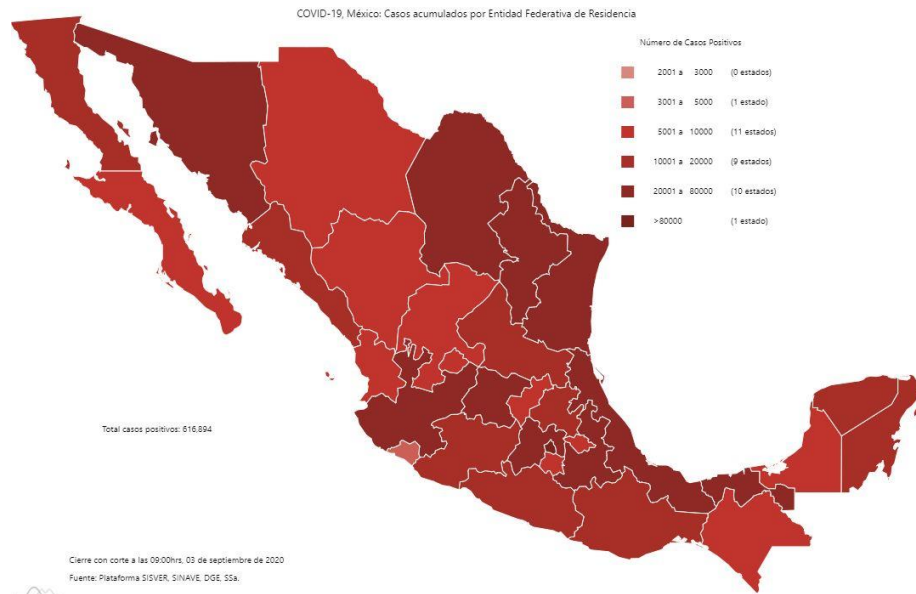 COVID-19, México: Casos acumulados por Entidad Federativa de Residencia
Número de Casos Positivos
2001 a 3000 (0 estados)
3001 a 5000 (1 estado)
5001 a 10000 (11 estados)
10001 a 20000 (9 estados)
20001 a 80000 (10 estados)
>80000 (1 estado)
Total casos positivos: 616,894
Cierre con corte a las 09:00hrs, 03 de septiembre de 2020
Fuente: Plataforma SISVER, SINAVE, DGE, SSa.